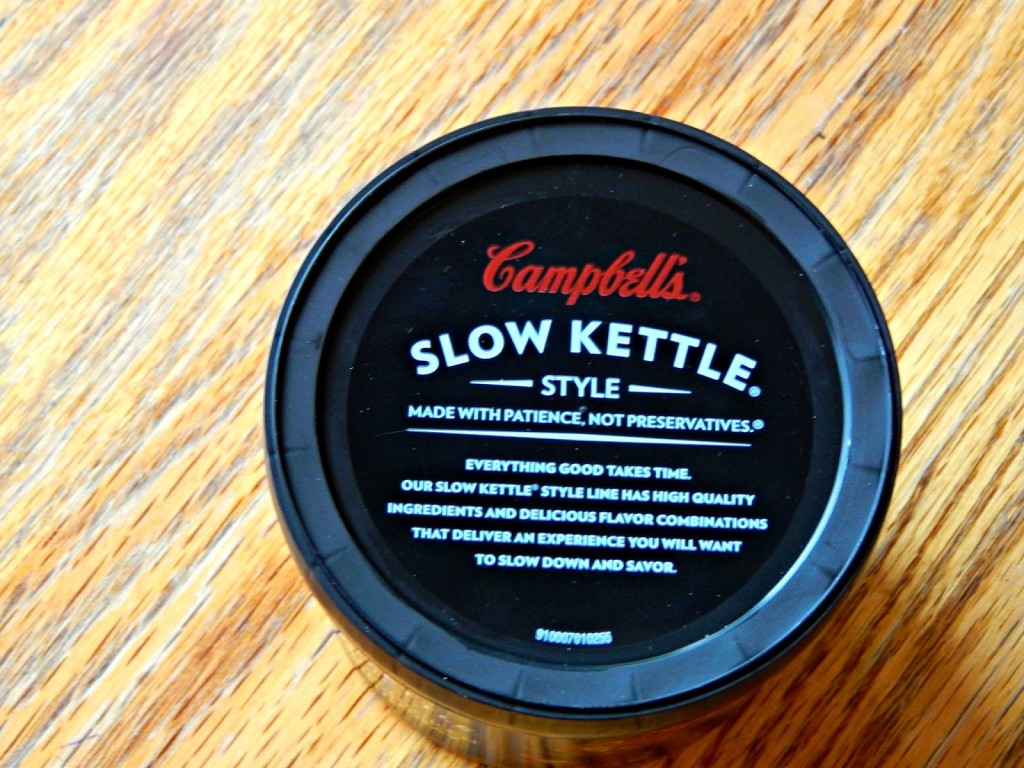 Campbell's®
SLOW KETTLE®
STYLE
MADE WITH PATIENCE, NOT PRESERVATIVES.®
EVERYTHING GOOD TAKES TIME.
OUR SLOW KETTLE® STYLE LINE HAS HIGH QUALITY
INGREDIENTS AND DELICIOUS FLAVOR COMBINATIONS
THAT DELIVER AN EXPERIENCE YOU WILL WANT
TO SLOW DOWN AND SAVOR.
910007010255